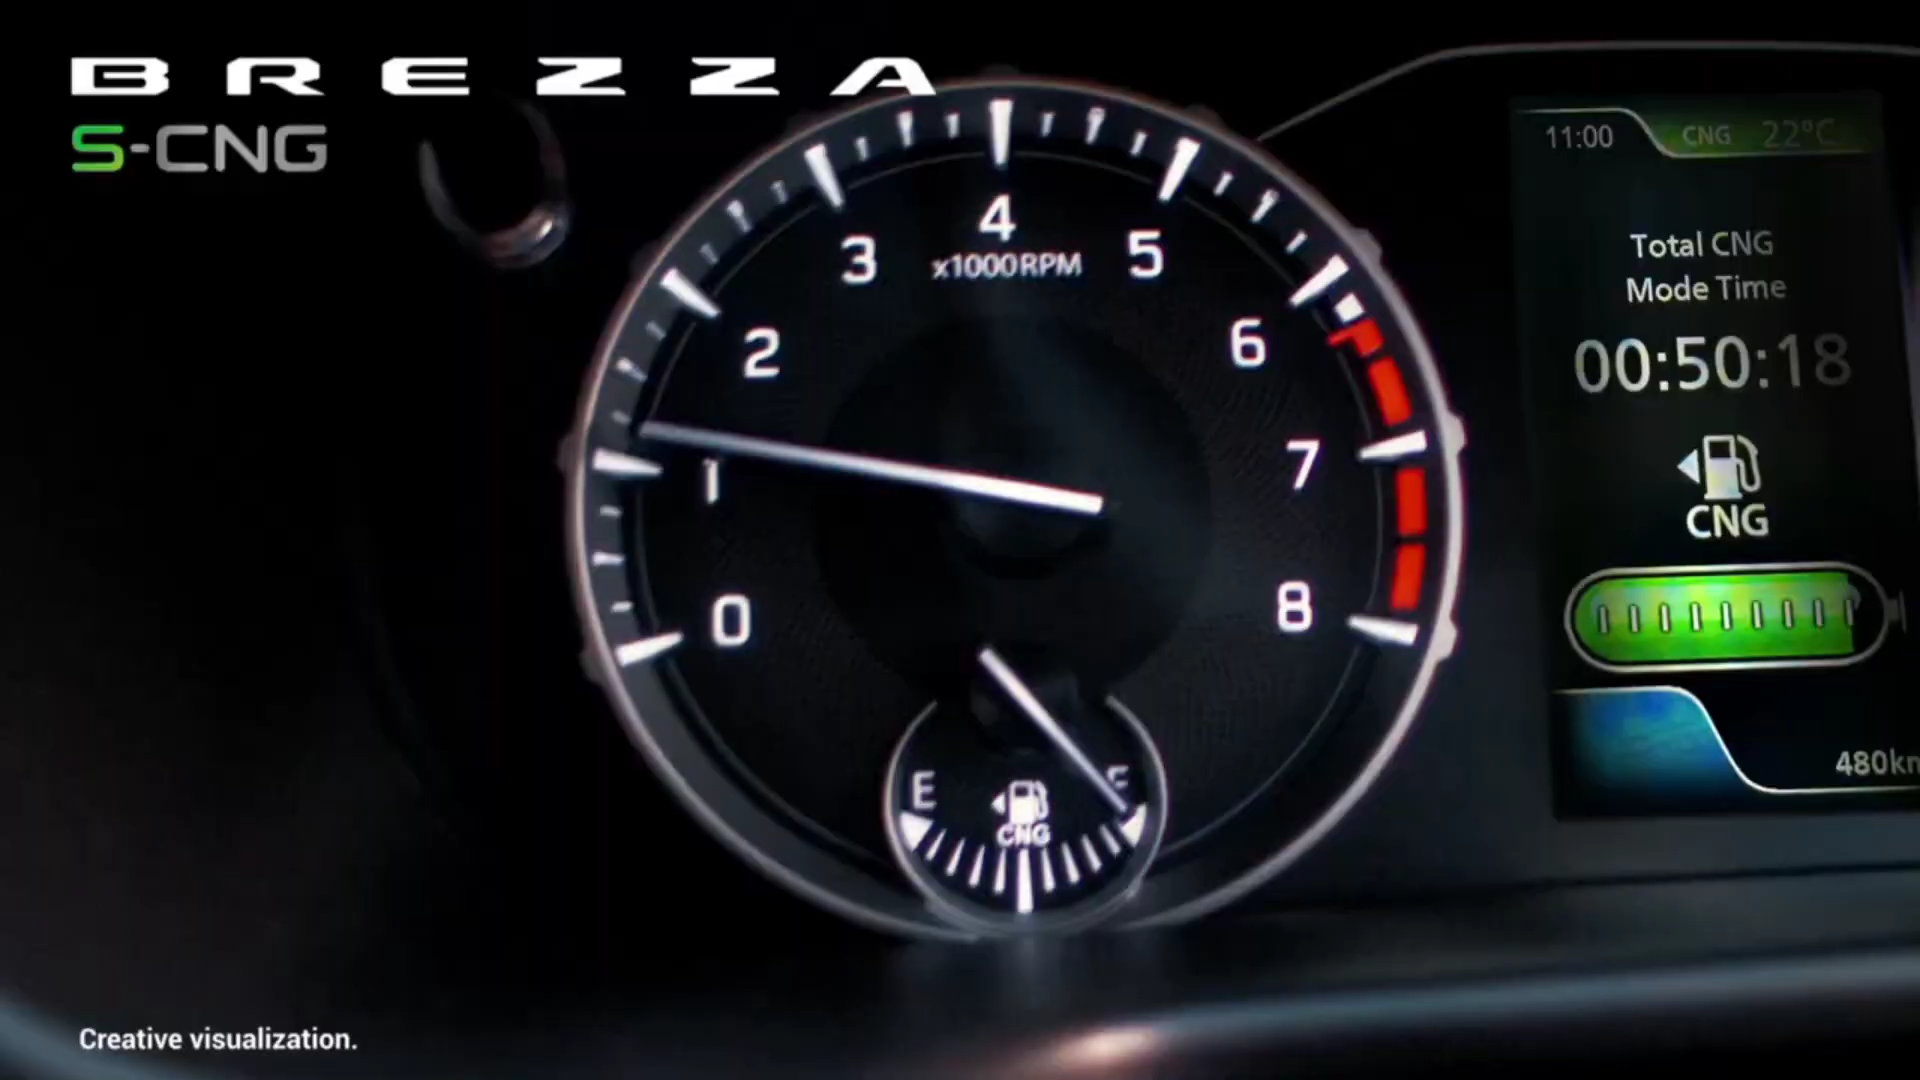 BREZZA
S-CNG
11:00 CNG 22°C
Total CNG
Mode Time
00:50:18
CNG
480km
4
x1000RPM
3
5
2
6
1
7
0
8
E F
CNG
Creative visualization.